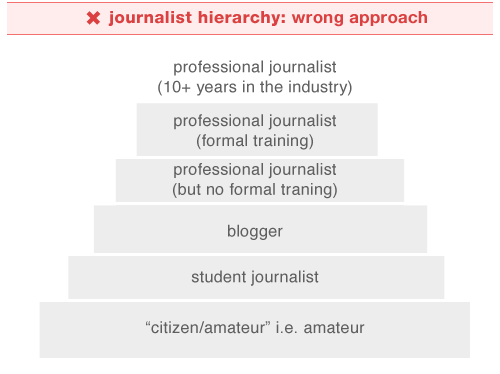 ✖ journalist hierarchy: wrong approach
professional journalist
(10+ years in the industry)
professional journalist
(formal training)
professional journalist
(but no formal traning)
blogger
student journalist
“citizen/amateur” i.e. amateur